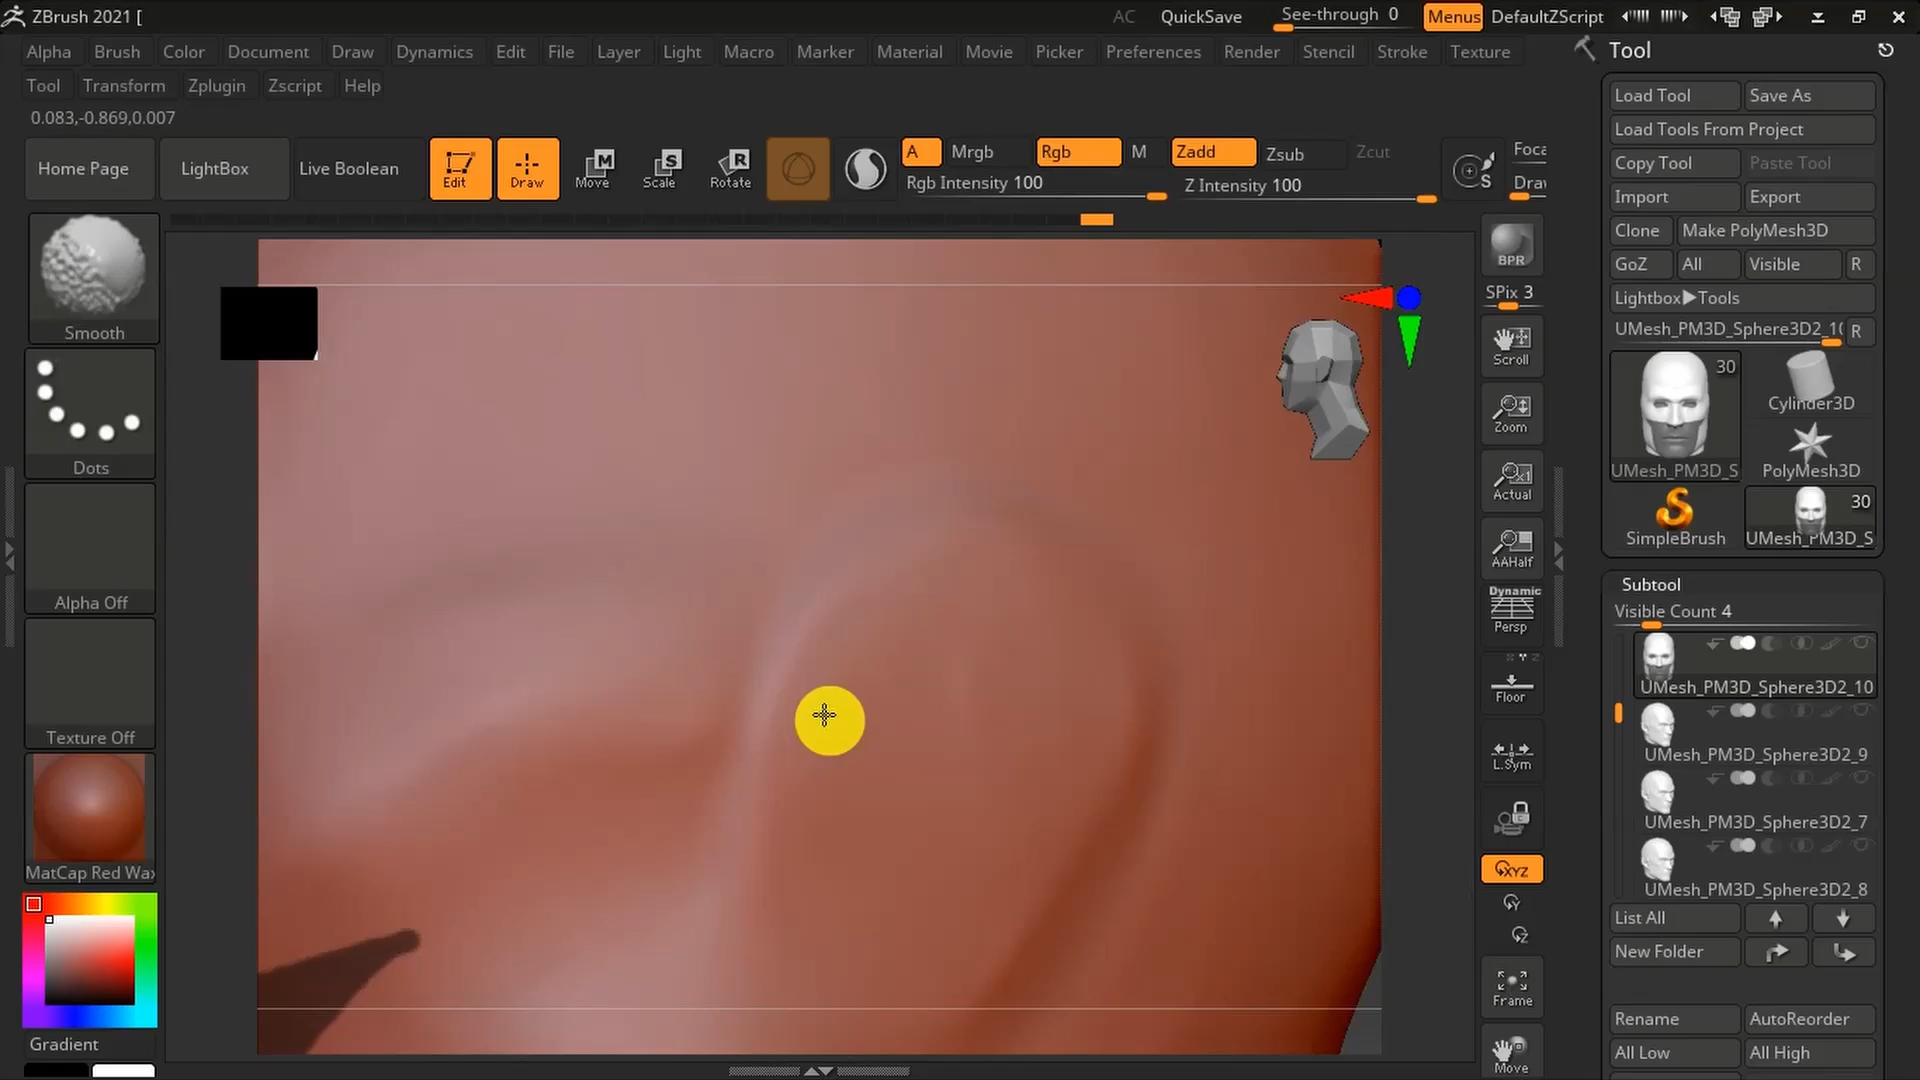 ZBrush 2021 [
AC QuickSave See-through 0 Menus DefaultZScript
Alpha Brush Color Document Draw Dynamics Edit File Layer Light Macro Marker Material Movie Picker Preferences Render Stencil Stroke Texture
Tool Transform Zplugin Zscript Help
0.083,-0.869,0.007
Home Page LightBox Live Boolean Edit Draw Move Scale Rotate
A Mrgb Rgb M Zadd Zsub Zcut
Rgb Intensity 100 Z Intensity 100
Foca
Drav
Smooth
Dots
Alpha Off
Texture Off
MatCap Red Wax
Gradient
BPR
SPix 3
Scroll
Zoom
Actual
AAHalf
Dynamic
Persp
Floor
L.Sym
XYZ
Y
Z
Frame
Move
Tool
Load Tool Save As
Load Tools From Project
Copy Tool Paste Tool
Import Export
Clone Make PolyMesh3D
GoZ All Visible R
Lightbox▶Tools
UMesh_PM3D_Sphere3D2_10 R
30
UMesh_PM3D_S
Cylinder3D
PolyMesh3D
SimpleBrush
30
UMesh_PM3D_S
Subtool
Visible Count 4
UMesh_PM3D_Sphere3D2_10
UMesh_PM3D_Sphere3D2_9
UMesh_PM3D_Sphere3D2_7
UMesh_PM3D_Sphere3D2_8
List All
New Folder
Rename AutoReorder
All Low All High